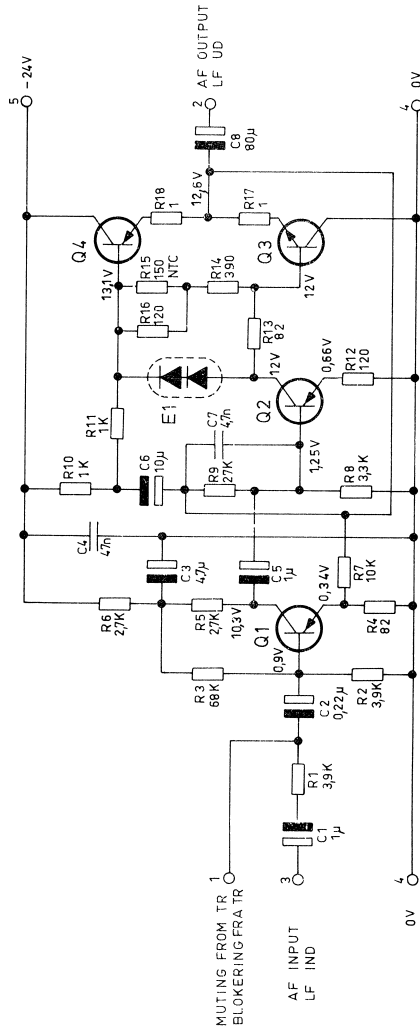 5
-24V
AF OUTPUT
LF UD
2
C8
80µ
4
0V
Q4
R18
1
12,6V
R17
1
Q3
13,1V
R15
150
NTC
R14
390
12V
R16
120
R13
82
E1
12V
Q2
0,66V
R12
120
R11
1K
C7
4,7n
R10
1K
C6
10µ
R9
27K
1,25V
R8
3,3K
C4
47n
C3
4,7µ
C5
1µ
R7
10K
R6
2,7K
R5
2,7K
10,3V
Q1
0,34V
R4
82
R3
68K
0,9V
C2
0,22µ
R2
3,9K
R1
3,9K
C1
1µ
1
MUTING FROM TR
BLOKERING FRA TR
3
AF INPUT
LF IND
4
0V